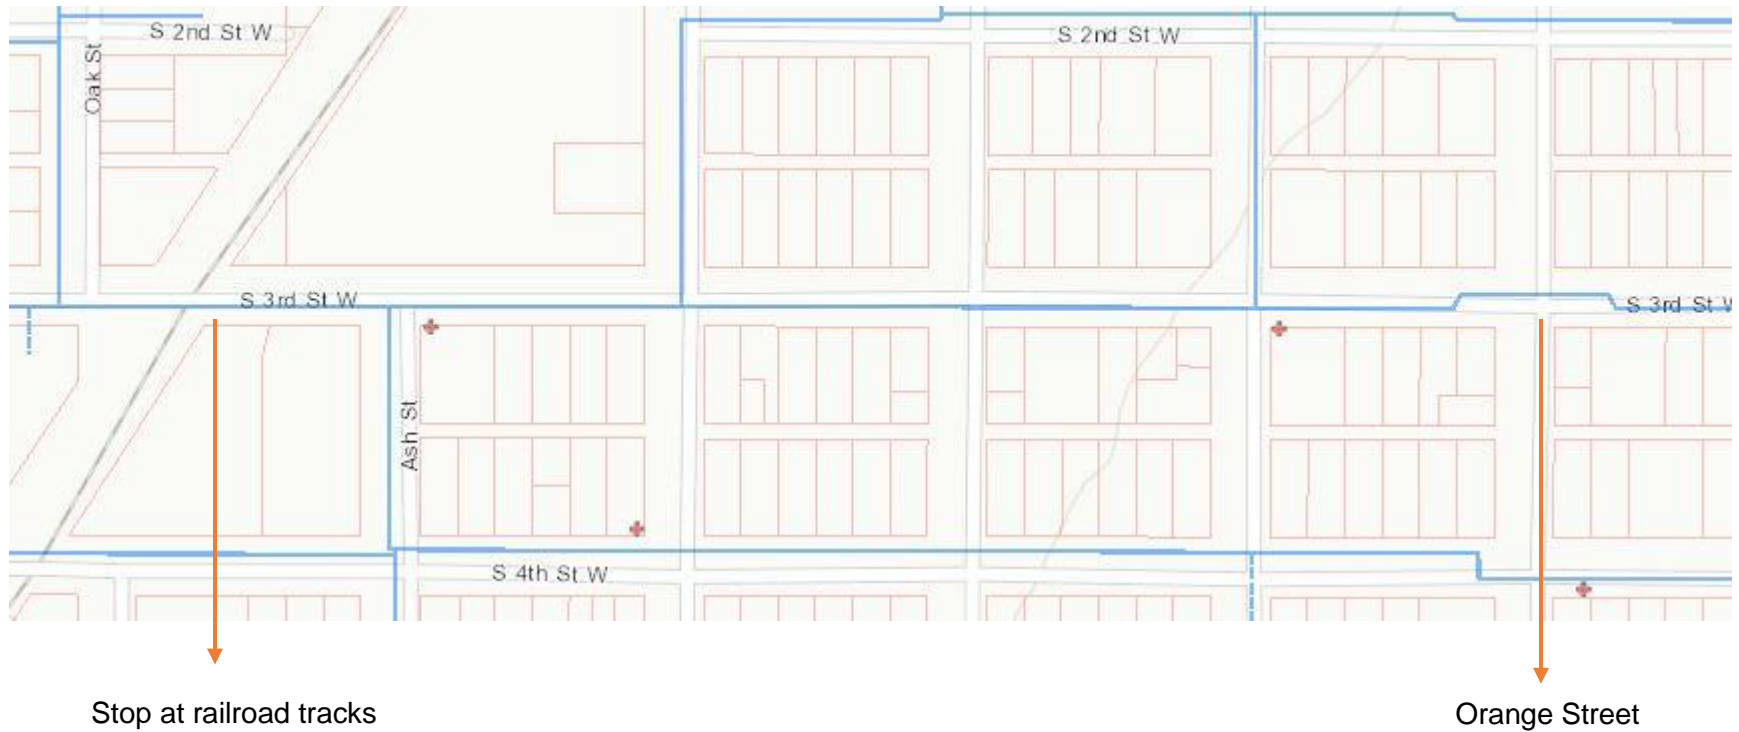 S 2nd St W
S 2nd St W
Oak St
S 3rd St W
S 3rd St W
Ash St
S 4th St W
Stop at railroad tracks
Orange Street